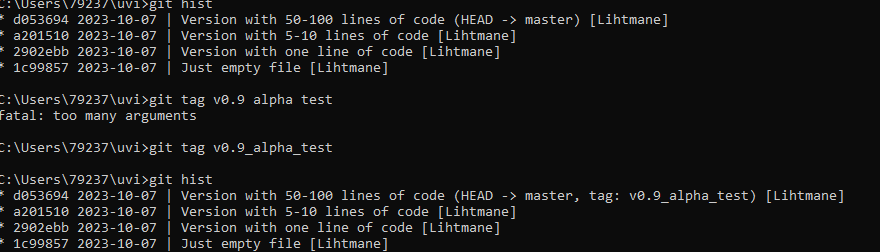 C:\Users\79237\uvi>git hist
* d053694 2023-10-07 | Version with 50-100 lines of code (HEAD -> master) [Lihtmane]
* a201510 2023-10-07 | Version with 5-10 lines of code [Lihtmane]
* 2902ebb 2023-10-07 | Version with one line of code [Lihtmane]
* 1c99857 2023-10-07 | Just empty file [Lihtmane]
C:\Users\79237\uvi>git tag v0.9 alpha test
fatal: too many arguments
C:\Users\79237\uvi>git tag v0.9_alpha_test
C:\Users\79237\uvi>git hist
* d053694 2023-10-07 | Version with 50-100 lines of code (HEAD -> master, tag: v0.9_alpha_test) [Lihtmane]
* a201510 2023-10-07 | Version with 5-10 lines of code [Lihtmane]
* 2902ebb 2023-10-07 | Version with one line of code [Lihtmane]
* 1c99857 2023-10-07 | Just empty file [Lihtmane]